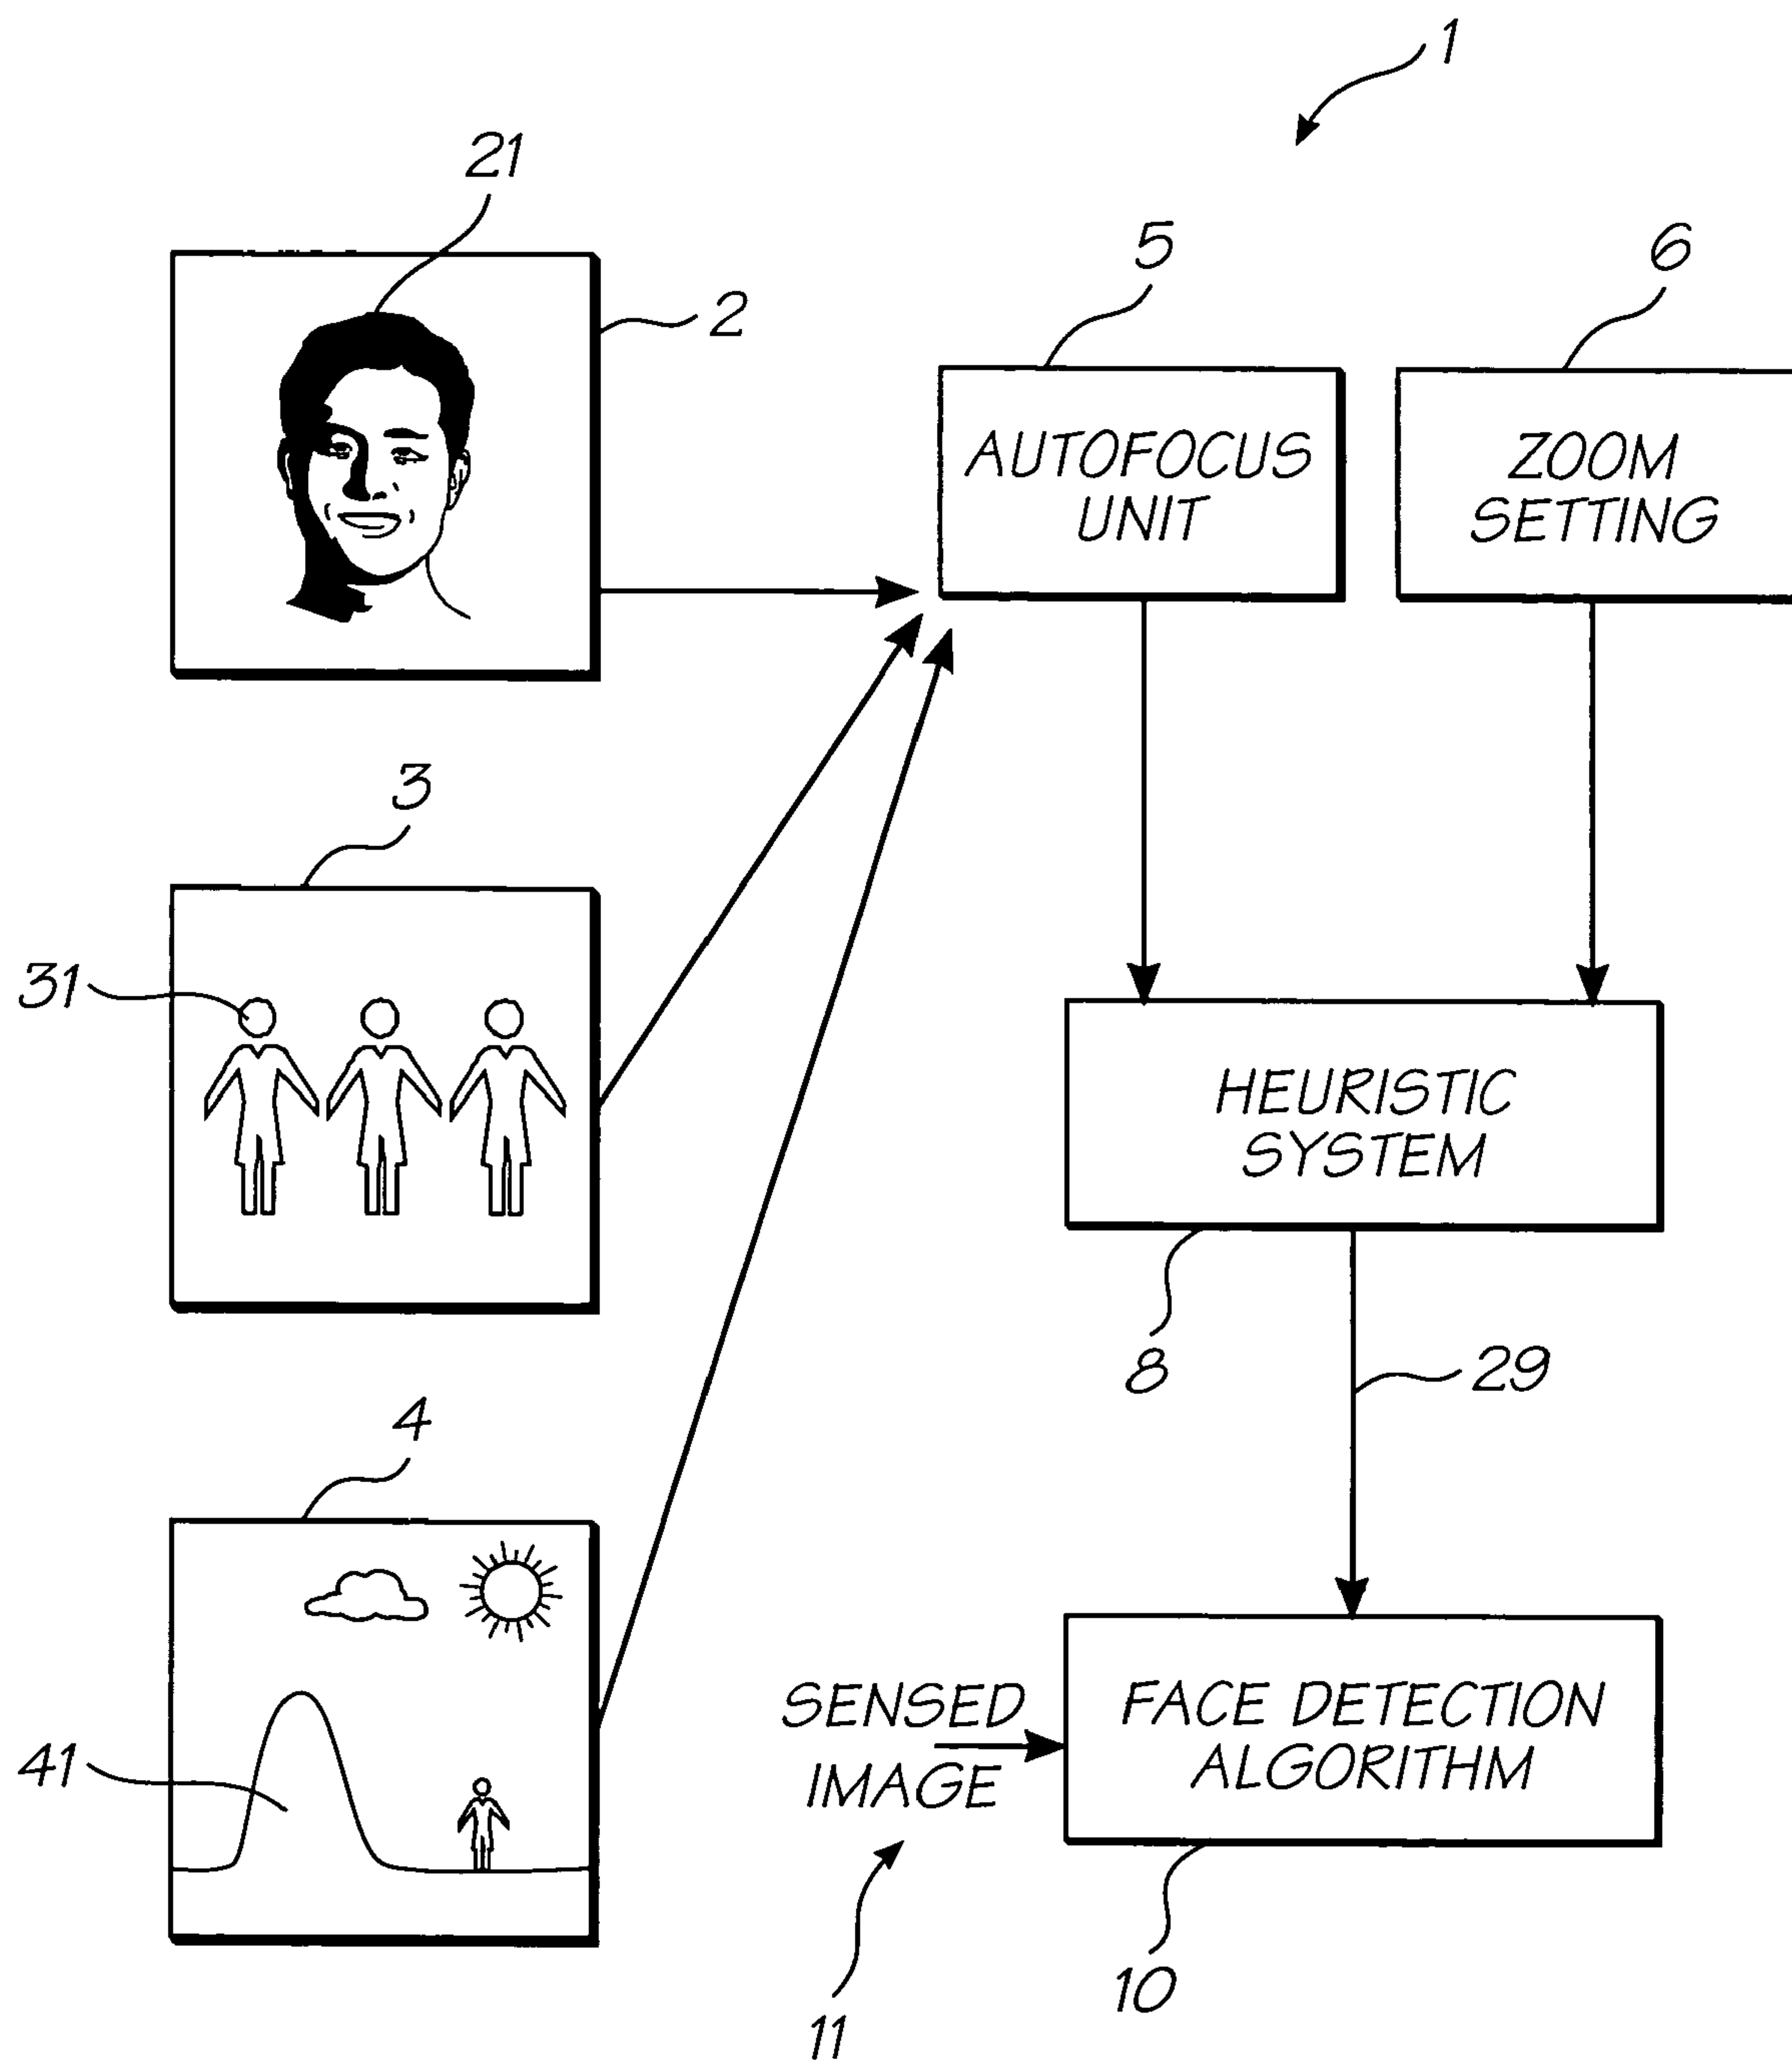 1
21
5
6
2
AUTOFOCUS
UNIT
ZOOM
SETTING
3
31
HEURISTIC
SYSTEM
8
29
4
SENSED
IMAGE
FACE DETECTION
ALGORITHM
41
10
11